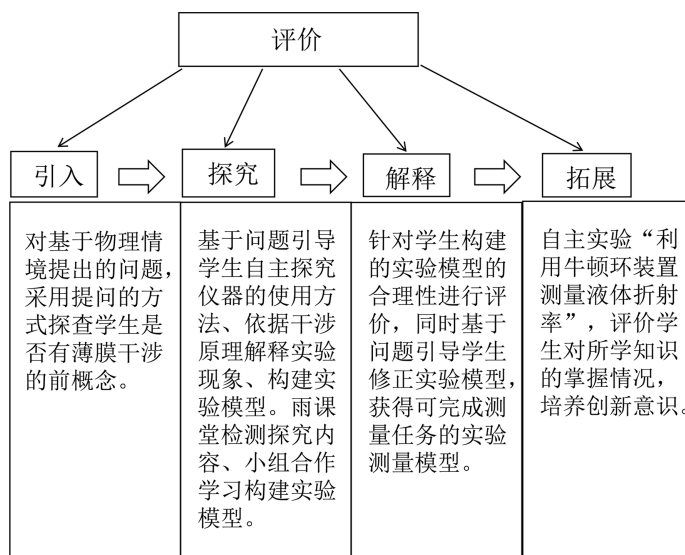 评价
引入
探究
解释
拓展
对基于物理情
境提出的问题，
采用提问的方
式探查学生是
否有薄膜干涉
的前概念。
基于问题引导
学生自主探究
仪器的使用方
法、依据干涉
原理解释实验
现象、构建实
验模型。雨课
堂检测探究内
容、小组合作
学习构建实验
模型。
针对学生构建
的实验模型的
合理性进行评
价，同时基于
问题引导学生
修正实验模型，
获得可完成测
量任务的实验
测量模型。
自主实验“利
用牛顿环装置
测量液体折射
率”，评价学
生对所学知识
的掌握情况，
培养创新意识。